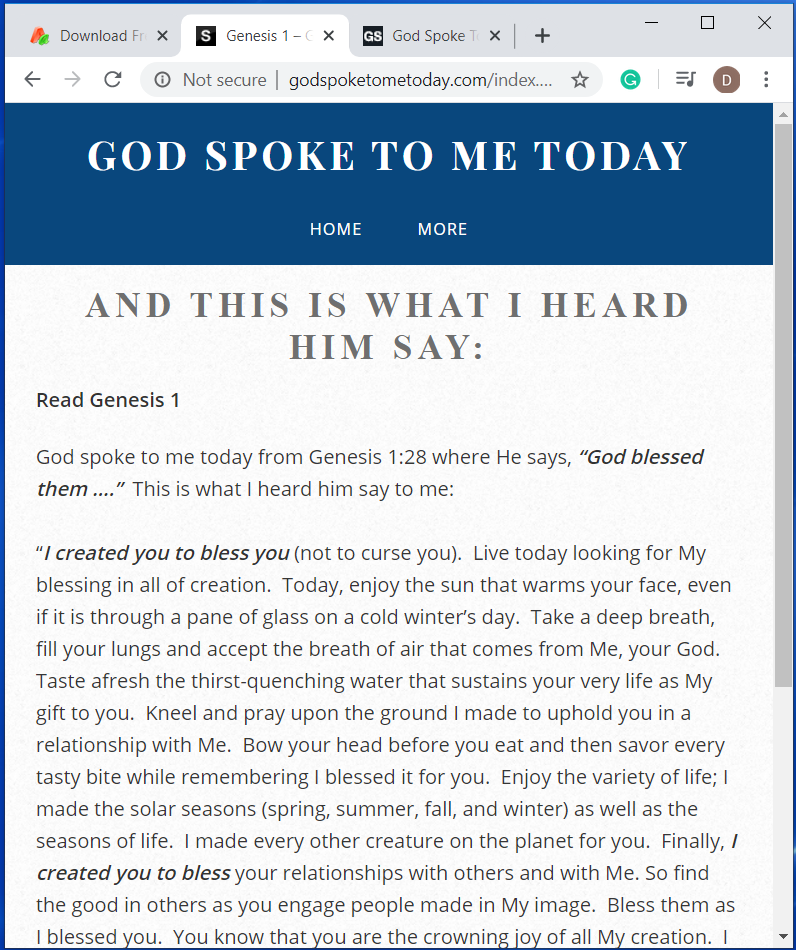 Download Fr
Genesis 1 –
God Spoke T
Not secure | godspoketometoday.com/index....
D
GOD SPOKE TO ME TODAY
HOME MORE
AND THIS IS WHAT I HEARD
HIM SAY:
Read Genesis 1
God spoke to me today from Genesis 1:28 where He says, “God blessed
them ....”  This is what I heard him say to me:
“I created you to bless you (not to curse you).  Live today looking for My
blessing in all of creation.  Today, enjoy the sun that warms your face, even
if it is through a pane of glass on a cold winter’s day.  Take a deep breath,
fill your lungs and accept the breath of air that comes from Me, your God.
Taste afresh the thirst-quenching water that sustains your very life as My
gift to you.  Kneel and pray upon the ground I made to uphold you in a
relationship with Me.  Bow your head before you eat and then savor every
tasty bite while remembering I blessed it for you.  Enjoy the variety of life; I
made the solar seasons (spring, summer, fall, and winter) as well as the
seasons of life.  I made every other creature on the planet for you.  Finally, I
created you to bless your relationships with others and with Me. So find
the good in others as you engage people made in My image.  Bless them as
I blessed you.  You know that you are the crowning joy of all My creation.  I